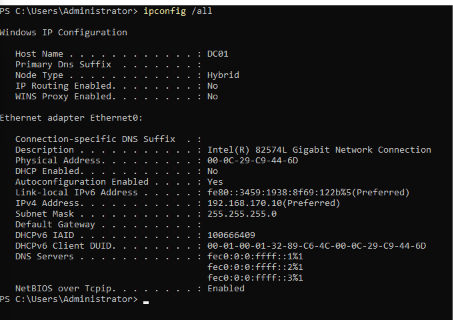 PS C:\Users\Administrator> ipconfig /all
Windows IP Configuration
Host Name . . . . . . . . . . . . : DC01
Primary Dns Suffix . . . . . . . :
Node Type . . . . . . . . . . . . : Hybrid
IP Routing Enabled. . . . . . . . : No
WINS Proxy Enabled. . . . . . . . : No
Ethernet adapter Ethernet0:
Connection-specific DNS Suffix . :
Description . . . . . . . . . . . : Intel(R) 82574L Gigabit Network Connection
Physical Address. . . . . . . . . : 00-0C-29-C9-44-6D
DHCP Enabled. . . . . . . . . . . : No
Autoconfiguration Enabled . . . . : Yes
Link-local IPv6 Address . . . . . : fe80::3459:1938:8f69:122b%5(Preferred)
IPv4 Address. . . . . . . . . . . : 192.168.170.10(Preferred)
Subnet Mask . . . . . . . . . . . : 255.255.255.0
Default Gateway . . . . . . . . . :
DHCPv6 IAID . . . . . . . . . . . : 100666409
DHCPv6 Client DUID. . . . . . . . : 00-01-00-01-32-89-C6-4C-00-0C-29-C9-44-6D
DNS Servers . . . . . . . . . . . : fec0:0:0:ffff::1%1
fec0:0:0:ffff::2%1
fec0:0:0:ffff::3%1
NetBIOS over Tcpip. . . . . . . . : Enabled
PS C:\Users\Administrator>